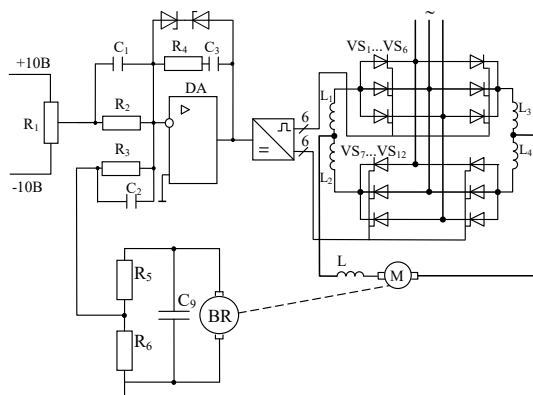 ~
+10В
C₁
VS₁...VS₆
R₄
C₃
DA
R₁
R₂
▷
6
L₁
L₃
=
6
-10В
R₃
C₂
L₂
VS₇...VS₁₂
L₄
L
M
R₅
C₉
BR
R₆